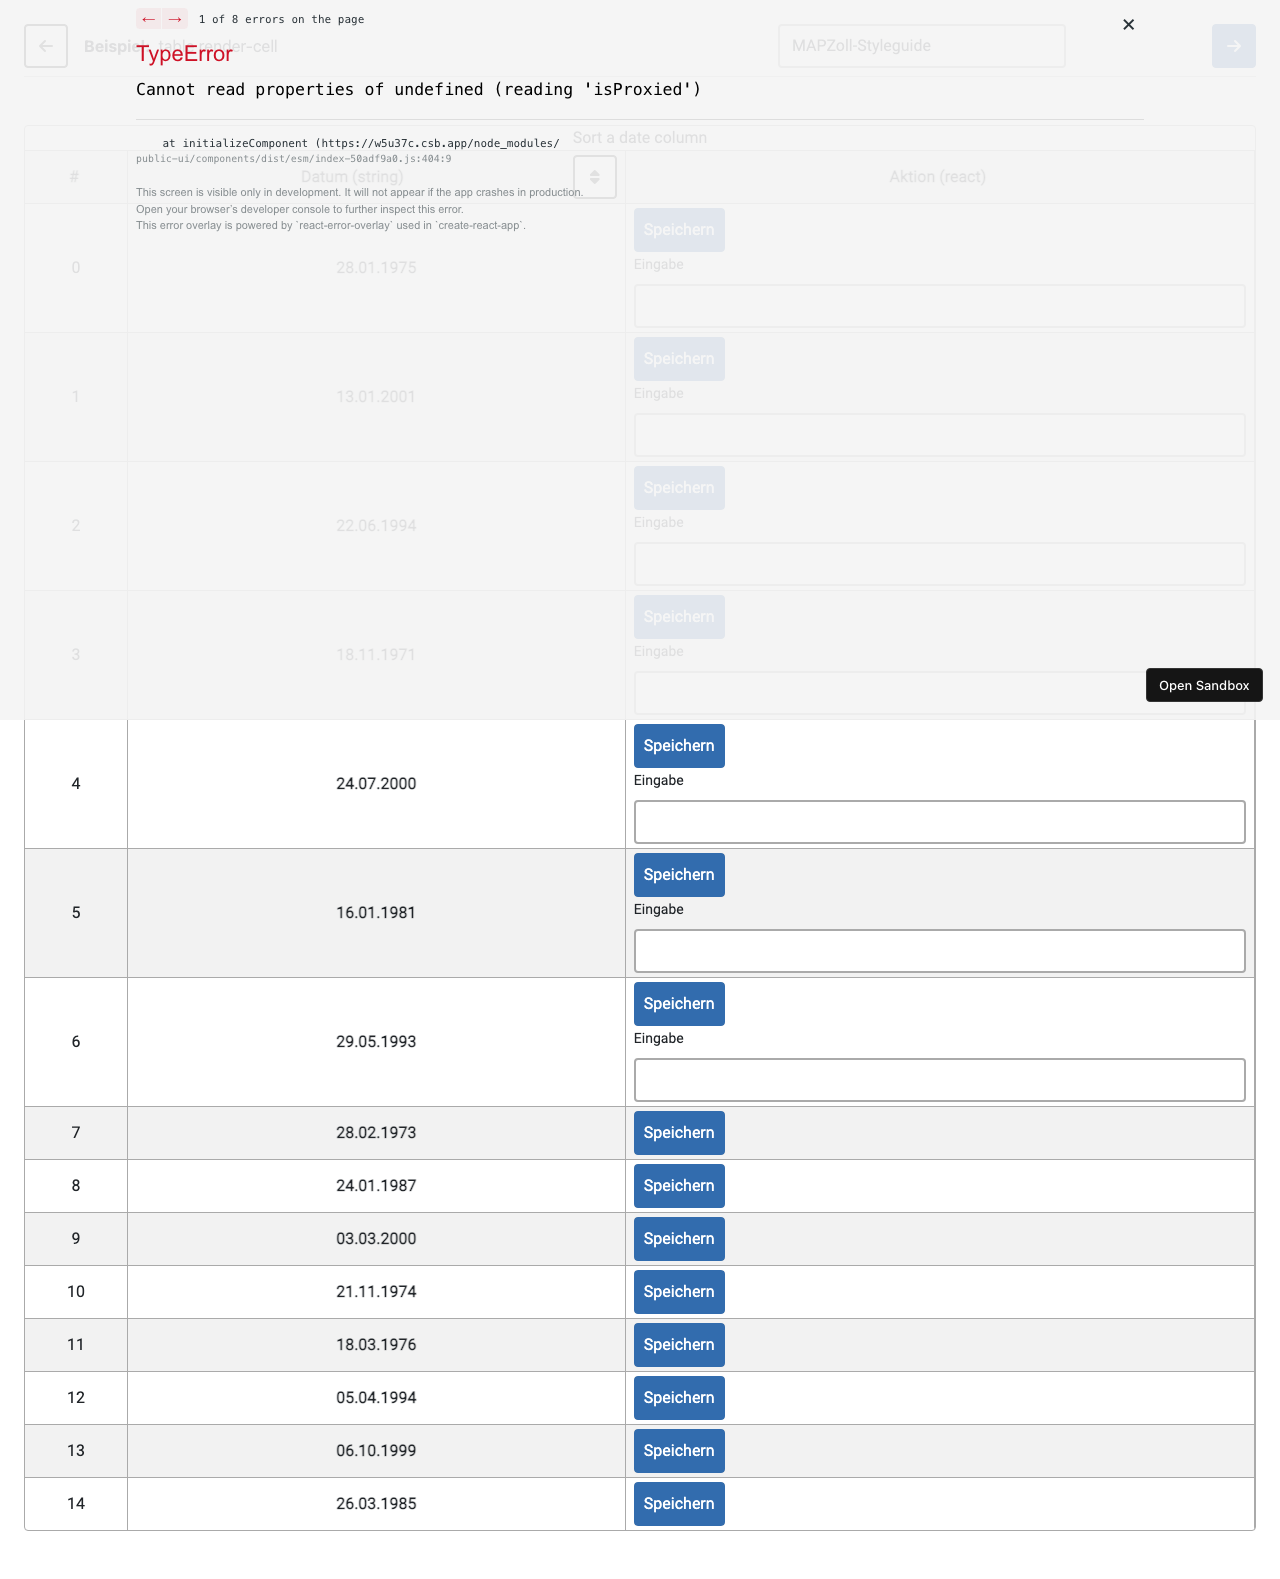 ← → 1 of 8 errors on the page
×
← Beispiel table render-cell MAPZoll-Styleguide →
TypeError
Cannot read properties of undefined (reading 'isProxied')
Sort a date column
at initializeComponent (https://w5u37c.csb.app/node_modules/
public-ui/components/dist/esm/index-50adf9a0.js:404:9
# Datum (string) Aktion (react)
This screen is visible only in development. It will not appear if the app crashes in production.
Open your browser’s developer console to further inspect this error.
This error overlay is powered by `react-error-overlay` used in `create-react-app`.
Speichern
Eingabe
0 28.01.1975
Speichern
Eingabe
1 13.01.2001
Speichern
Eingabe
2 22.06.1994
Speichern
Eingabe
3 18.11.1971
Open Sandbox
Speichern
Eingabe
4 24.07.2000
Speichern
Eingabe
5 16.01.1981
Speichern
Eingabe
6 29.05.1993
7 28.02.1973 Speichern
8 24.01.1987 Speichern
9 03.03.2000 Speichern
10 21.11.1974 Speichern
11 18.03.1976 Speichern
12 05.04.1994 Speichern
13 06.10.1999 Speichern
14 26.03.1985 Speichern